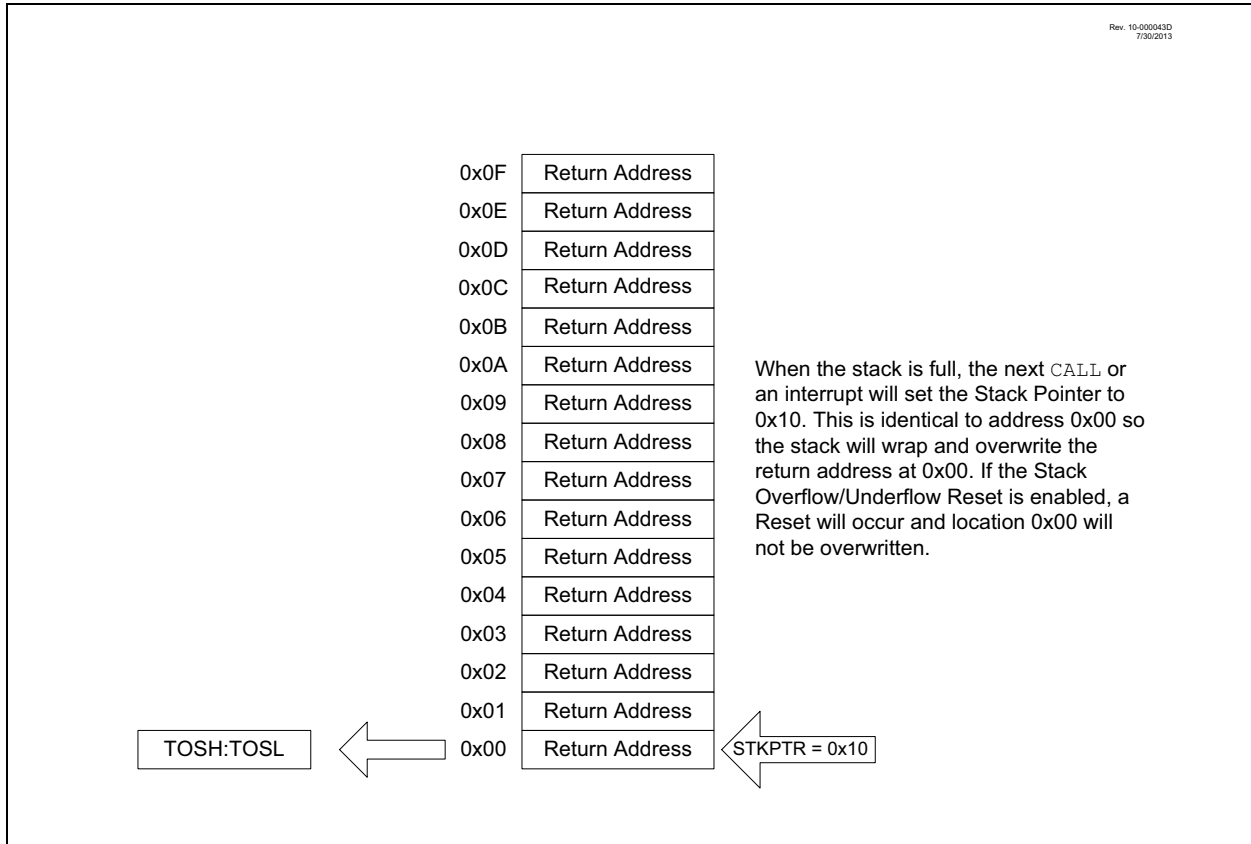 Rev. 10-000043D
7/30/2013
0x0F Return Address
0x0E Return Address
0x0D Return Address
0x0C Return Address
0x0B Return Address
0x0A Return Address
0x09 Return Address
0x08 Return Address
0x07 Return Address
0x06 Return Address
0x05 Return Address
0x04 Return Address
0x03 Return Address
0x02 Return Address
0x01 Return Address
TOSH:TOSL 0x00 Return Address STKPTR = 0x10
When the stack is full, the next CALL or
an interrupt will set the Stack Pointer to
0x10. This is identical to address 0x00 so
the stack will wrap and overwrite the
return address at 0x00. If the Stack
Overflow/Underflow Reset is enabled, a
Reset will occur and location 0x00 will
not be overwritten.